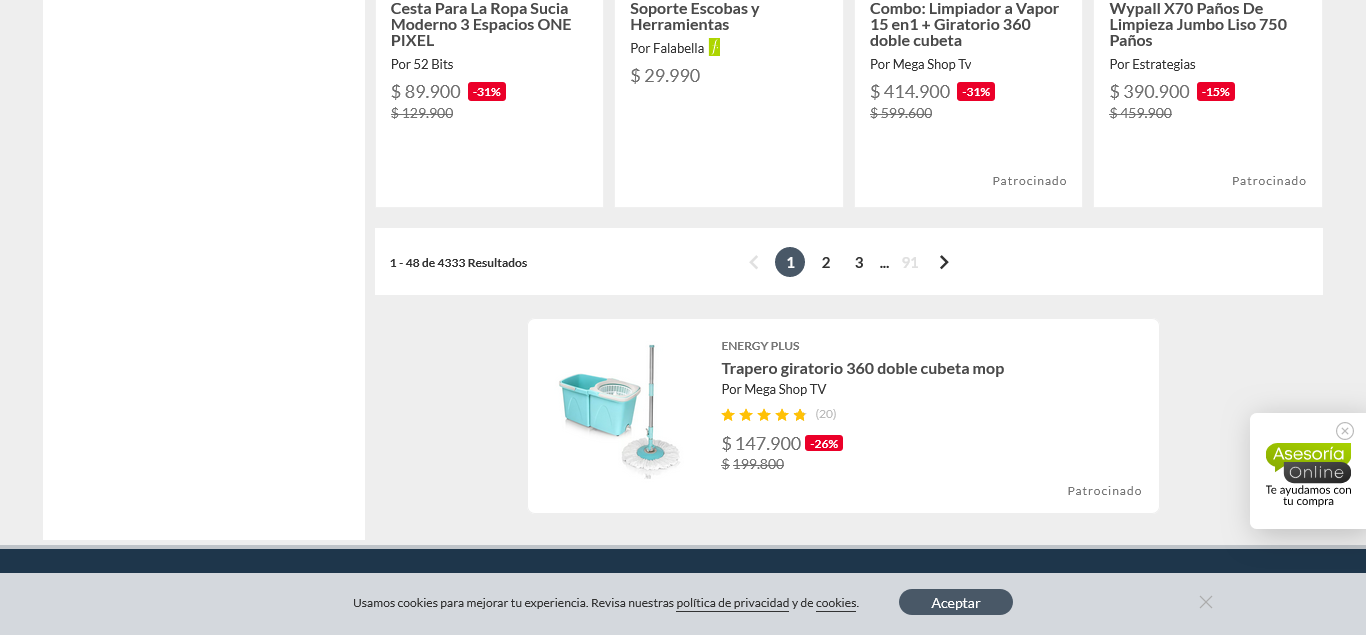 Cesta Para La Ropa Sucia
Moderno 3 Espacios ONE
PIXEL
Por 52 Bits
$ 89.900 -31%
$ 129.900
Soporte Escobas y
Herramientas
Por Falabella
$ 29.990
Combo: Limpiador a Vapor
15 en1 + Giratorio 360
doble cubeta
Por Mega Shop Tv
$ 414.900 -31%
$ 599.600
Patrocinado
Wypall X70 Paños De
Limpieza Jumbo Liso 750
Paños
Por Estrategias
$ 390.900 -15%
$ 459.900
Patrocinado
1 - 48 de 4333 Resultados
1 2 3 ... 91
ENERGY PLUS
Trapero giratorio 360 doble cubeta mop
Por Mega Shop TV
(20)
$ 147.900 -26%
$ 199.800
Patrocinado
Asesoría
Online
Te ayudamos con
tu compra
Usamos cookies para mejorar tu experiencia. Revisa nuestras política de privacidad y de cookies.
Aceptar